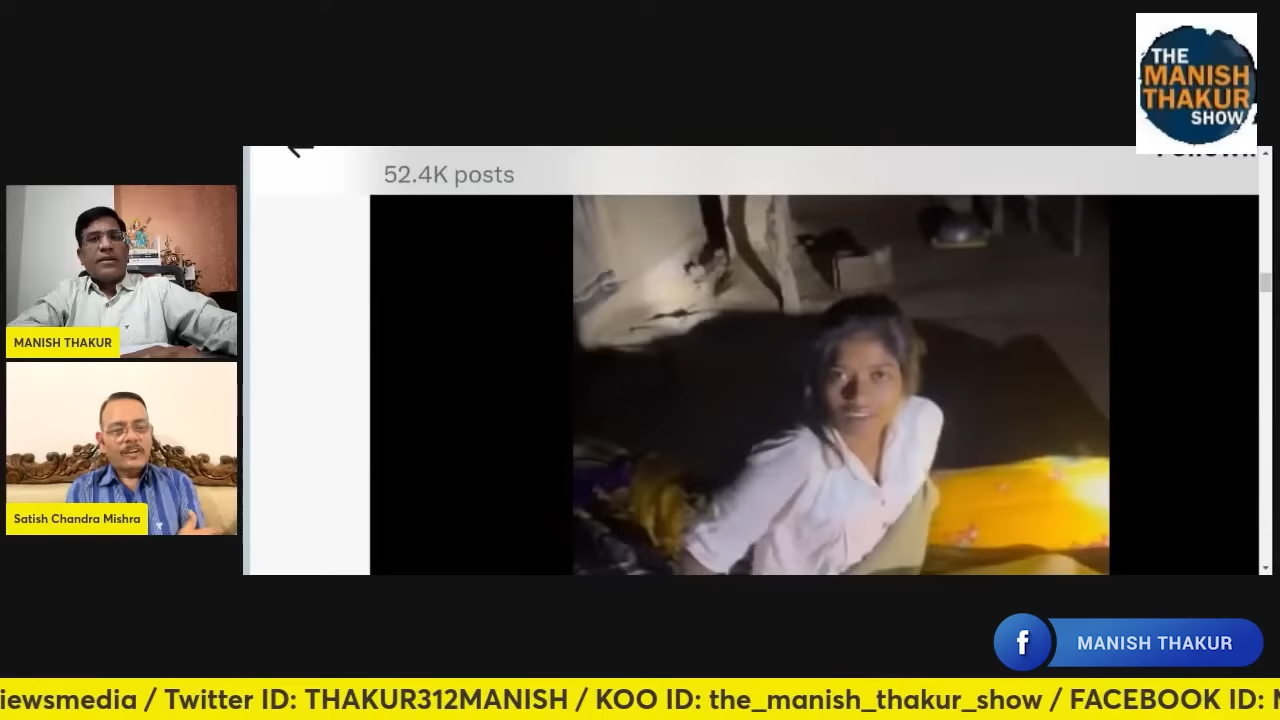 THE
MANISH
THAKUR
SHOW
52.4K posts
MANISH THAKUR
Satish Chandra Mishra
f MANISH THAKUR
iewsmedia / Twitter ID: THAKUR312MANISH / KOO ID: the_manish_thakur_show / FACEBOOK ID: